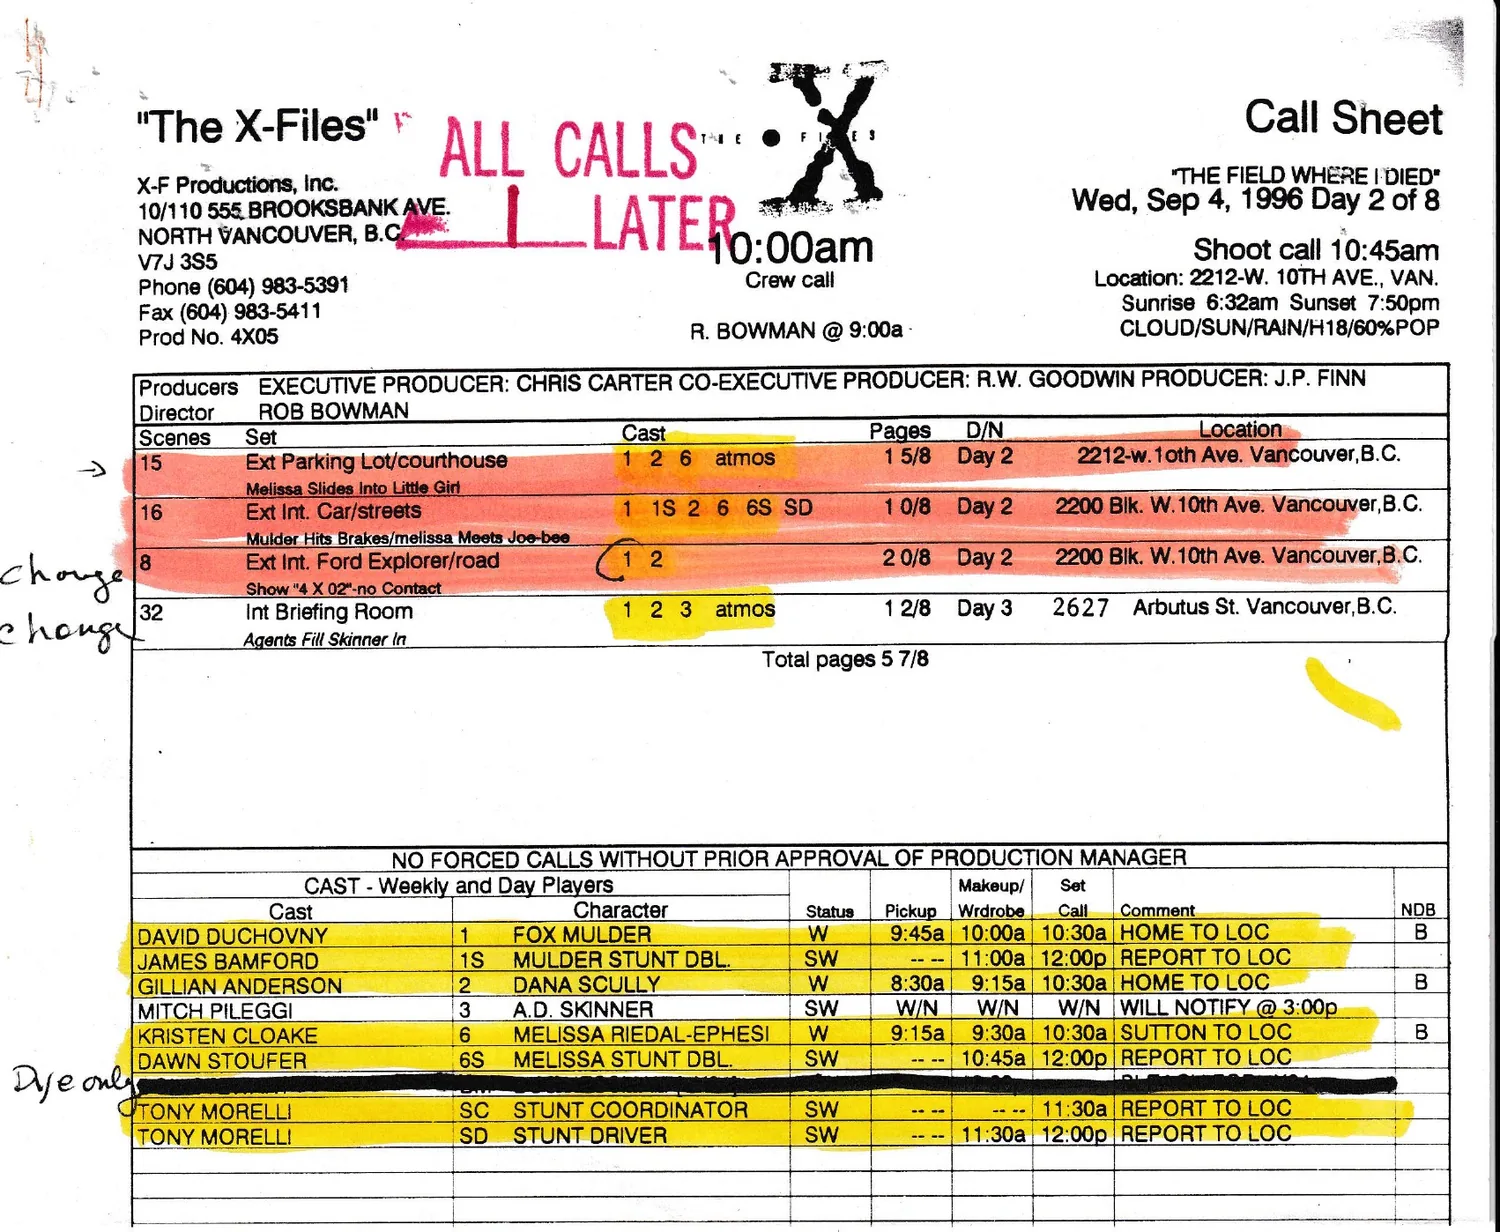 "The X-Files"
X-F Productions, Inc.
10/110 555 BROOKSBANK AVE.
NORTH VANCOUVER, B.C.
V7J 3S5
Phone (604) 983-5391
Fax (604) 983-5411
Prod No. 4X05
ALL CALLS
1 LATER
THE X FILES
10:00am
Crew call
R. BOWMAN @ 9:00a
Call Sheet
"THE FIELD WHERE I DIED"
Wed, Sep 4, 1996 Day 2 of 8
Shoot call 10:45am
Location: 2212-W. 10TH AVE., VAN.
Sunrise 6:32am Sunset 7:50pm
CLOUD/SUN/RAIN/H18/60%POP
Producers EXECUTIVE PRODUCER: CHRIS CARTER CO-EXECUTIVE PRODUCER: R.W. GOODWIN PRODUCER: J.P. FINN
Director ROB BOWMAN
Scenes Set Cast Pages D/N Location
15 Ext Parking Lot/courthouse 1 2 6 atmos 1 5/8 Day 2 2212-w.1oth Ave. Vancouver,B.C.
Melissa Slides Into Little Girl
16 Ext Int. Car/streets 1 1S 2 6 6S SD 1 0/8 Day 2 2200 Blk. W.10th Ave. Vancouver,B.C.
Mulder Hits Brakes/melissa Meets Joe-bee
change 8 Ext Int. Ford Explorer/road 1 2 2 0/8 Day 2 2200 Blk. W.10th Ave. Vancouver,B.C.
Show "4 X 02"-no Contact
change 32 Int Briefing Room 1 2 3 atmos 1 2/8 Day 3 2627 Arbutus St. Vancouver,B.C.
Agents Fill Skinner In
Total pages 5 7/8
NO FORCED CALLS WITHOUT PRIOR APPROVAL OF PRODUCTION MANAGER
CAST - Weekly and Day Players
Cast Character Status Pickup Makeup/Wrdrobe Set Call Comment NDB
DAVID DUCHOVNY 1 FOX MULDER W 9:45a 10:00a 10:30a HOME TO LOC B
JAMES BAMFORD 1S MULDER STUNT DBL. SW -- -- 11:00a 12:00p REPORT TO LOC
GILLIAN ANDERSON 2 DANA SCULLY W 8:30a 9:15a 10:30a HOME TO LOC B
MITCH PILEGGI 3 A.D. SKINNER SW W/N W/N W/N WILL NOTIFY @ 3:00p
KRISTEN CLOAKE 6 MELISSA RIEDAL-EPHESI W 9:15a 9:30a 10:30a SUTTON TO LOC B
DAWN STOUFER 6S MELISSA STUNT DBL. SW -- -- 10:45a 12:00p REPORT TO LOC
Dye only
TONY MORELLI SC STUNT COORDINATOR SW -- -- -- -- 11:30a REPORT TO LOC
TONY MORELLI SD STUNT DRIVER SW -- -- 11:30a 12:00p REPORT TO LOC